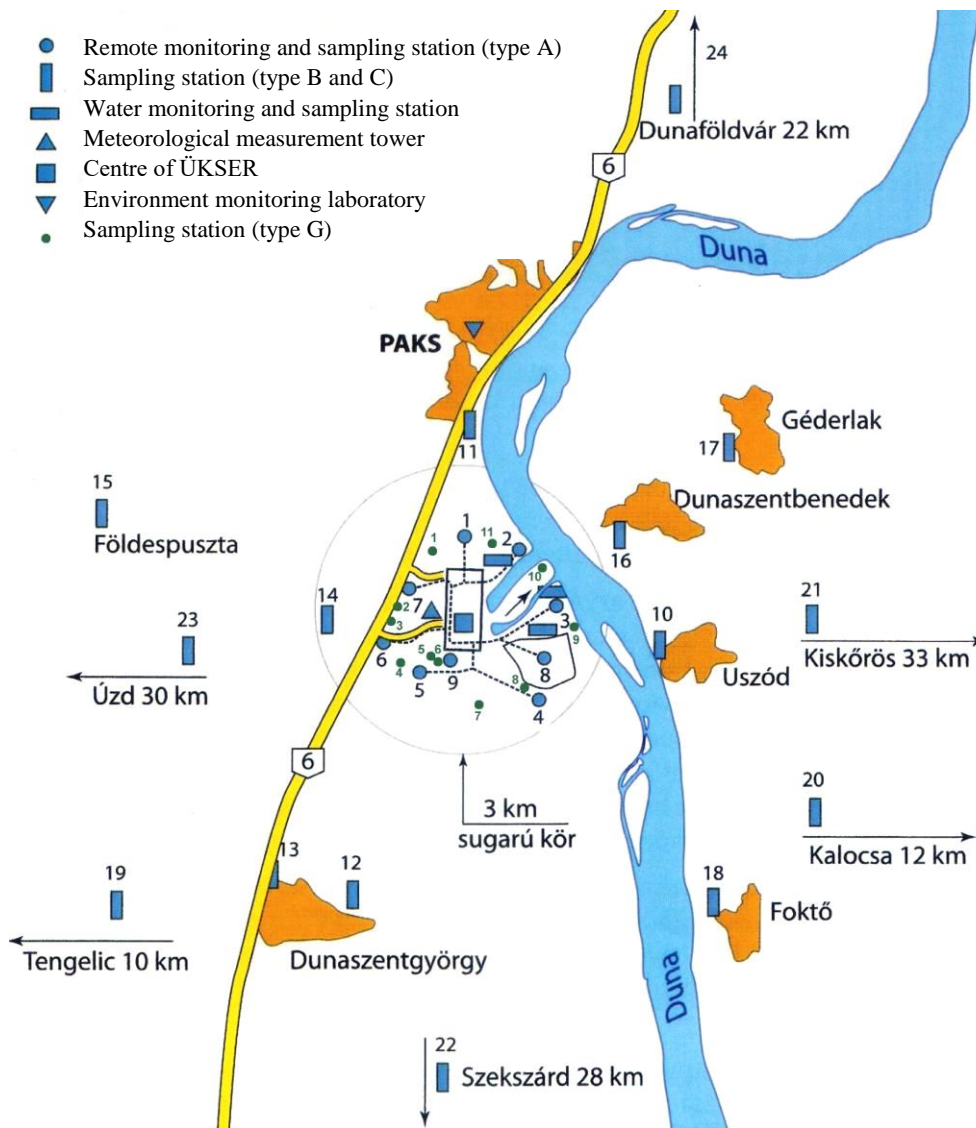 Remote monitoring and sampling station (type A)
Sampling station (type B and C)
Water monitoring and sampling station
Meteorological measurement tower
Centre of ÜKSER
Environment monitoring laboratory
Sampling station (type G)
24
Dunaföldvár 22 km
6
Duna
PAKS
11
Géderlak
17
Dunaszentbenedek
16
15
Földespuszta
1
1
11
2
10
14
2
7
3
3
9
10
Uszód
21
Kiskőrös 33 km
23
Úzd 30 km
6
4
5
6
5
9
8
8
7
4
6
3 km
sugarú kör
20
Kalocsa 12 km
13
12
Dunaszentgyörgy
19
Tengelic 10 km
18
Foktő
Duna
22
Szekszárd 28 km